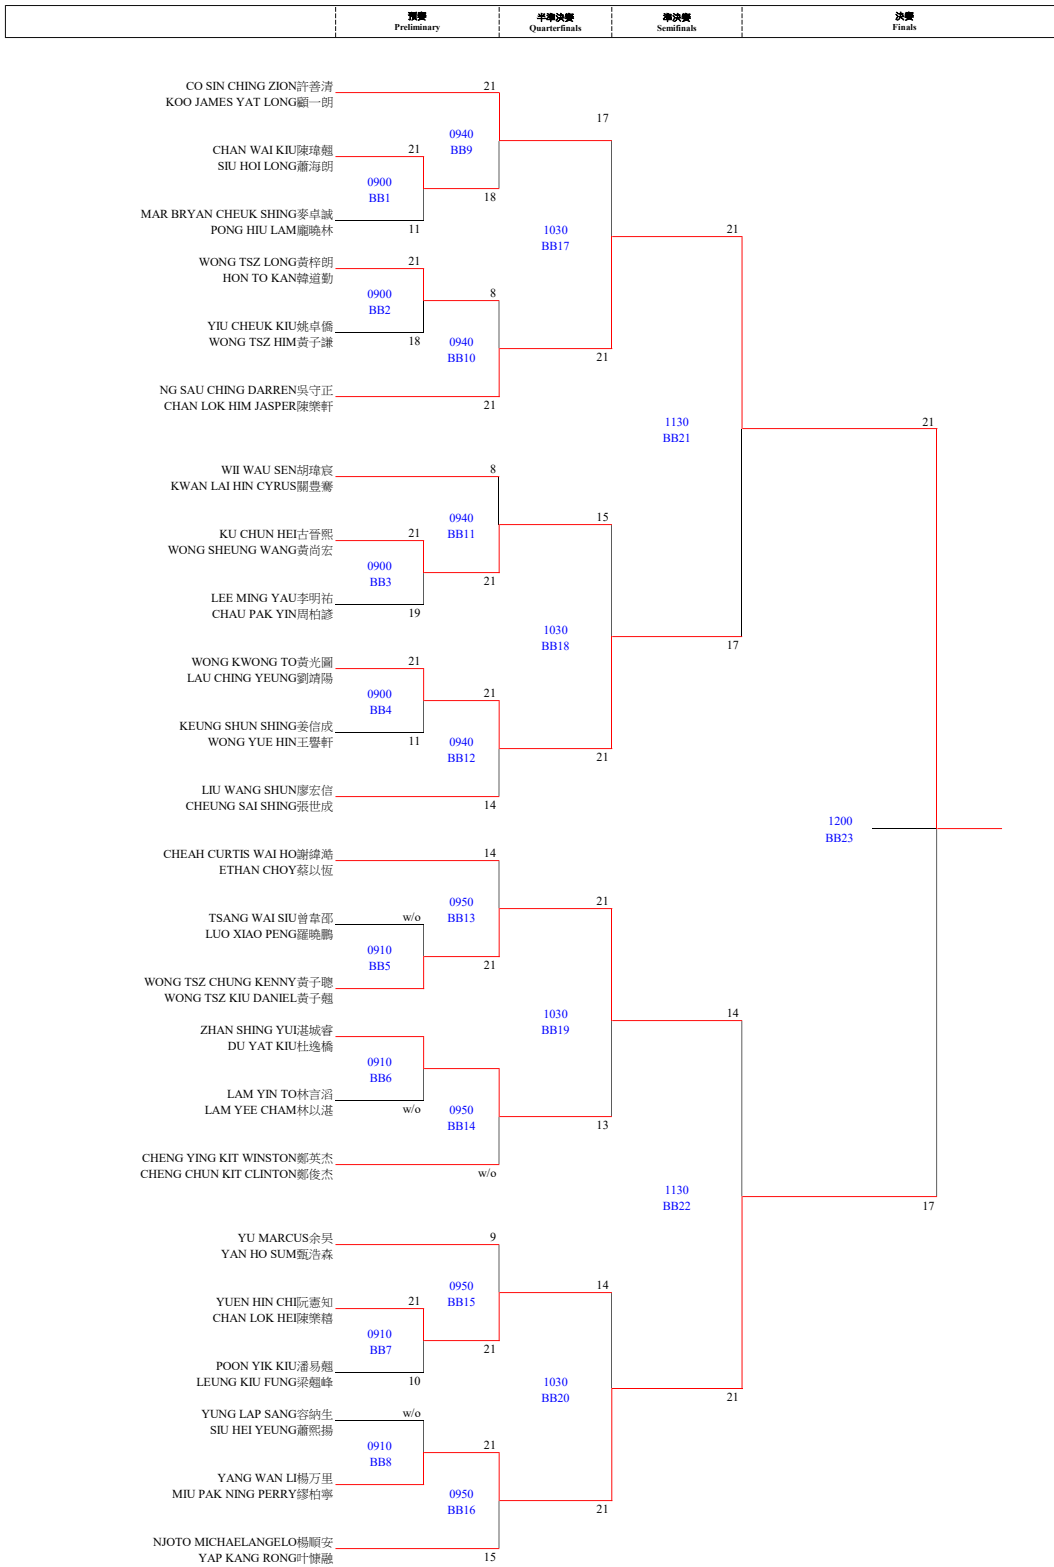 預賽 半準決賽 準決賽 決賽
Preliminary Quarterfinals Semifinals Finals
CO SIN CHING ZION許善清 21
KOO JAMES YAT LONG顧一朗
17
0940
BB9
CHAN WAI KIU陳瑋翹 21
SIU HOI LONG蕭海朗
0900
BB1
18
MAR BRYAN CHEUK SHING麥卓誠
PONG HIU LAM龐曉林 11
1030
BB17
21
WONG TSZ LONG黃梓朗 21
HON TO KAN韓道勤
0900
BB2
8
YIU CHEUK KIU姚卓僑
WONG TSZ HIM黃子謙 18
0940
BB10
21
NG SAU CHING DARREN吳守正
CHAN LOK HIM JASPER陳樂軒 21
1130
BB21
21
WII WAU SEN胡瑋宸 8
KWAN LAI HIN CYRUS關豊騫
0940
BB11
15
KU CHUN HEI古晉熙 21
WONG SHEUNG WANG黃尚宏
0900
BB3
21
LEE MING YAU李明祐
CHAU PAK YIN周柏諺 19
1030
BB18
17
WONG KWONG TO黃光圖 21
LAU CHING YEUNG劉靖陽
0900
BB4
21
KEUNG SHUN SHING姜信成
WONG YUE HIN王譽軒 11
0940
BB12
21
LIU WANG SHUN廖宏信
CHEUNG SAI SHING張世成 14
1200
BB23
CHEAH CURTIS WAI HO謝緯澔 14
ETHAN CHOY蔡以恆
0950
BB13
21
TSANG WAI SIU曾韋邵 w/o
LUO XIAO PENG羅曉鵬
0910
BB5
21
WONG TSZ CHUNG KENNY黃子聰
WONG TSZ KIU DANIEL黃子翹
1030
BB19
14
ZHAN SHING YUI湛城睿
DU YAT KIU杜逸橋
0910
BB6
LAM YIN TO林言滔
LAM YEE CHAM林以湛 w/o
0950
BB14
13
CHENG YING KIT WINSTON鄭英杰
CHENG CHUN KIT CLINTON鄭俊杰 w/o
1130
BB22
17
YU MARCUS余昊 9
YAN HO SUM甄浩森
0950
BB15
14
YUEN HIN CHI阮憲知 21
CHAN LOK HEI陳樂糦
0910
BB7
21
POON YIK KIU潘易翹
LEUNG KIU FUNG梁翹峰 10
1030
BB20
21
YUNG LAP SANG容納生 w/o
SIU HEI YEUNG蕭熙揚
0910
BB8
21
YANG WAN LI楊万里
MIU PAK NING PERRY繆柏寧
0950
BB16
21
NJOTO MICHAELANGELO楊順安
YAP KANG RONG叶慷融 15